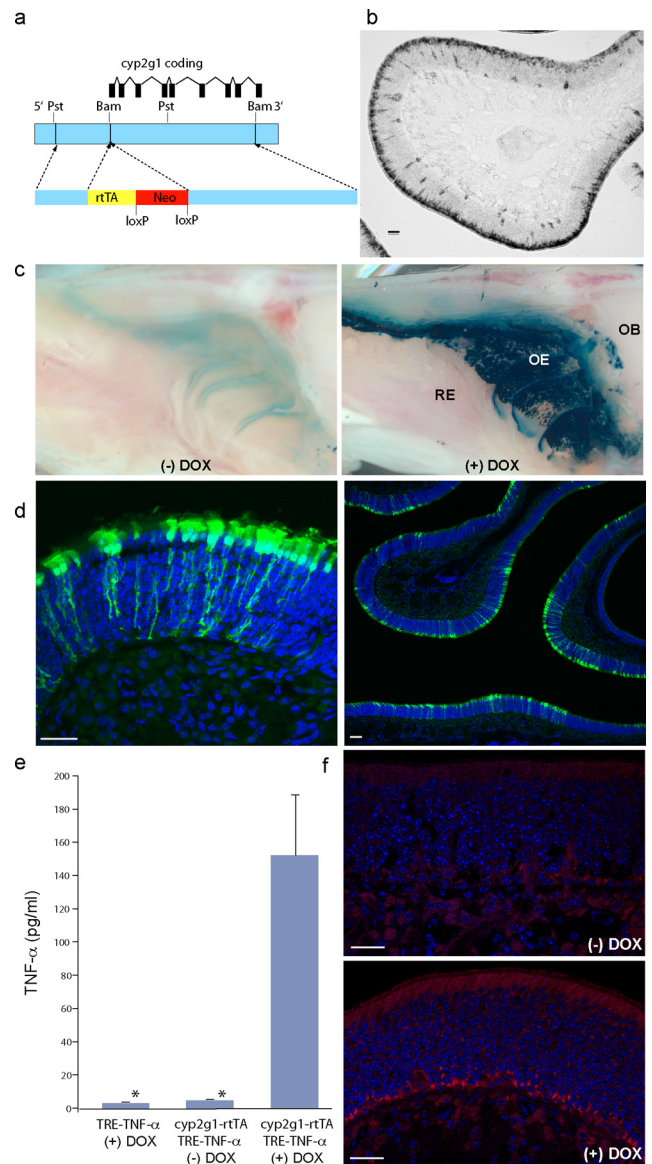 a
cyp2g1 coding
5' Pst Bam Pst Bam 3'
rtTA Neo
loxP loxP
b
c
(-) DOX
OB
OE
RE
(+) DOX
d
e
200
180
160
140
120
100
80
60
40
20
0
TNF-α (pg/ml)
* *
TRE-TNF-α
(+) DOX
cyp2g1-rtTA
TRE-TNF-α
(-) DOX
cyp2g1-rtTA
TRE-TNF-α
(+) DOX
f
(-) DOX
(+) DOX